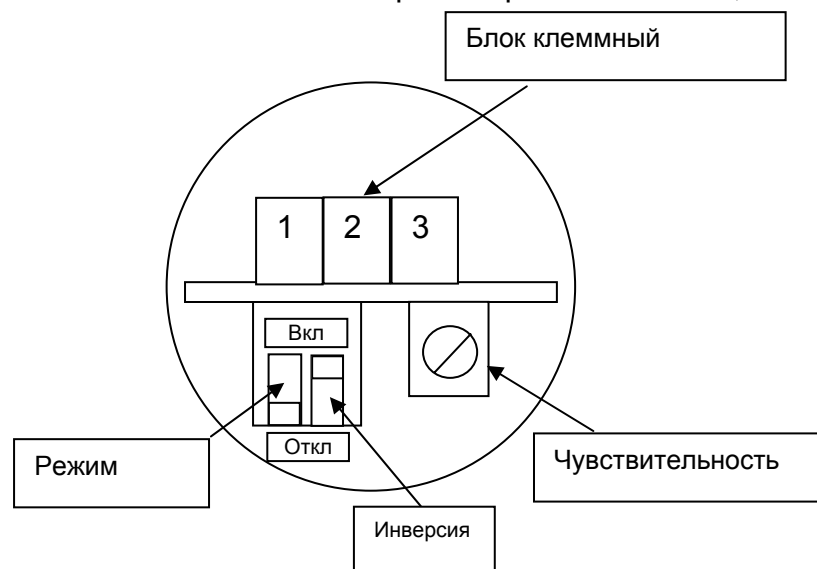 Блок клеммный
1 2 3
Вкл
Откл
Режим
Чувствительность
Инверсия